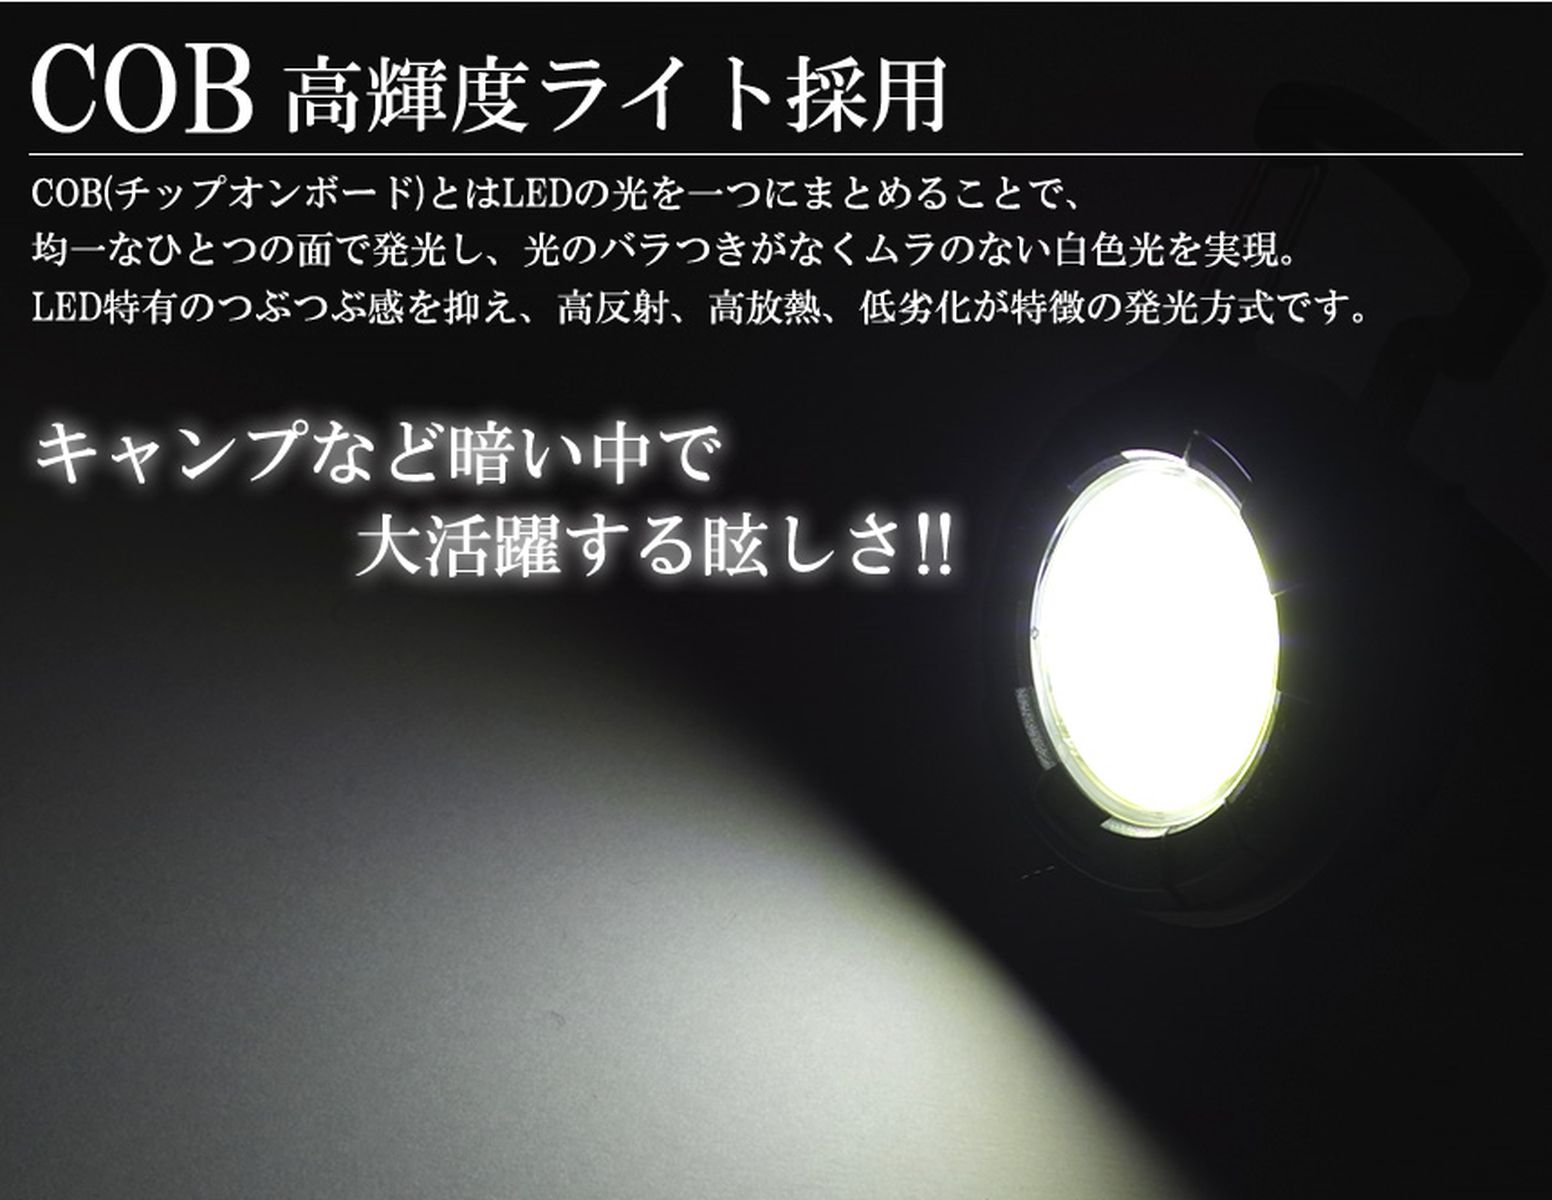 COB 高輝度ライト採用
COB(チップオンボード)とはLEDの光を一つにまとめることで、
均一なひとつの面で発光し、光のバラつきがなくムラのない白色光を実現。
LED特有のつぶつぶ感を抑え、高反射、高放熱、低劣化が特徴の発光方式です。
キャンプなど暗い中で
大活躍する眩しさ!!